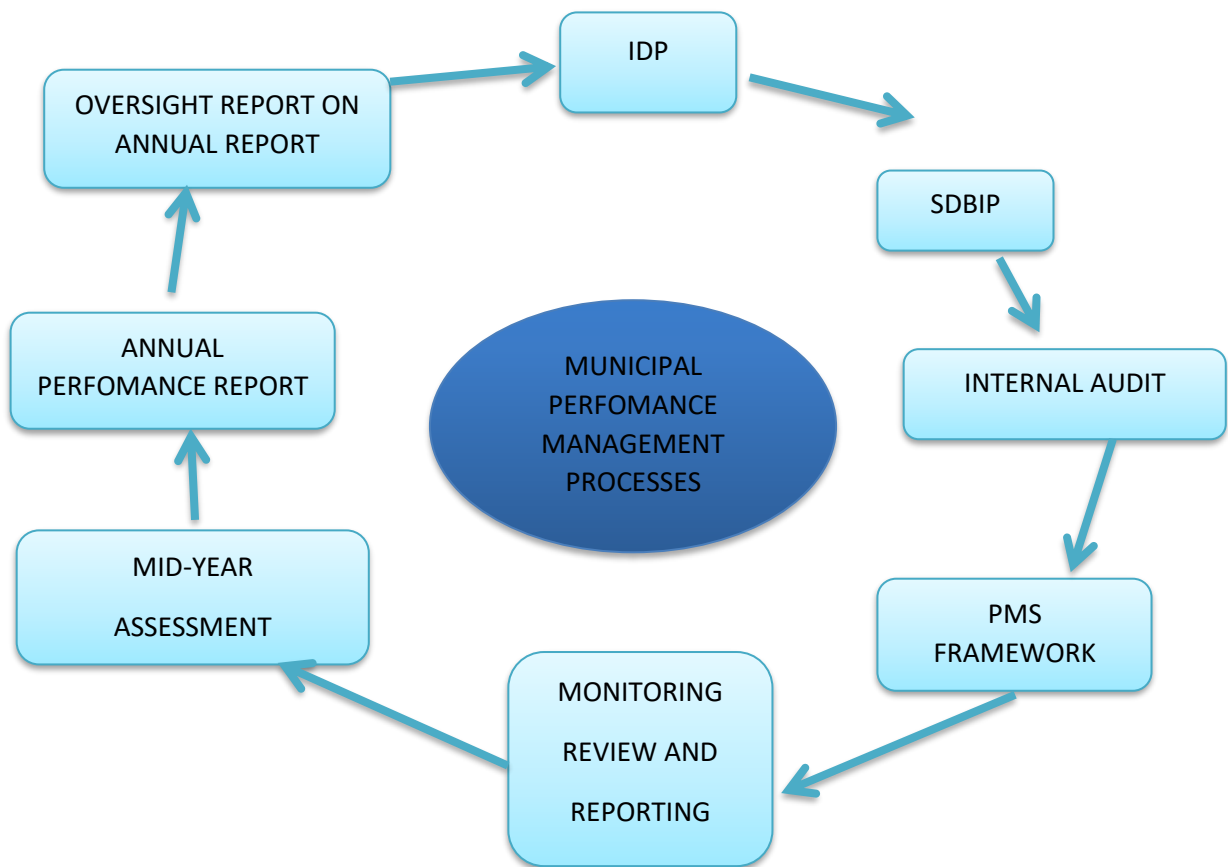 IDP
SDBIP
INTERNAL AUDIT
PMS
FRAMEWORK
MONITORING
REVIEW AND
REPORTING
MID-YEAR
ASSESSMENT
ANNUAL
PERFOMANCE REPORT
OVERSIGHT REPORT ON
ANNUAL REPORT
MUNICIPAL
PERFOMANCE
MANAGEMENT
PROCESSES